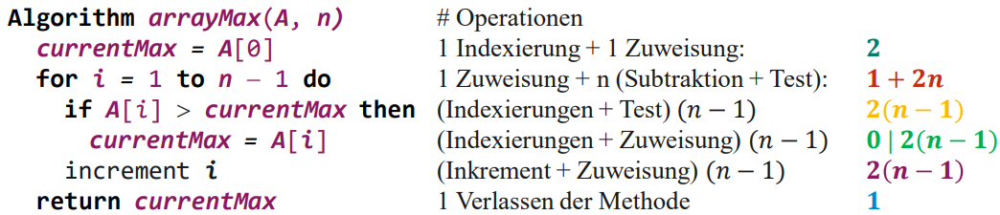 Algorithm arrayMax(A, n) # Operationen
currentMax = A[0] 1 Indexierung + 1 Zuweisung: 2
for i = 1 to n − 1 do 1 Zuweisung + n (Subtraktion + Test): 1 + 2n
if A[i] > currentMax then (Indexierungen + Test) (n − 1) 2(n − 1)
currentMax = A[i] (Indexierungen + Zuweisung) (n − 1) 0 | 2(n − 1)
increment i (Inkrement + Zuweisung) (n − 1) 2(n − 1)
return currentMax 1 Verlassen der Methode 1